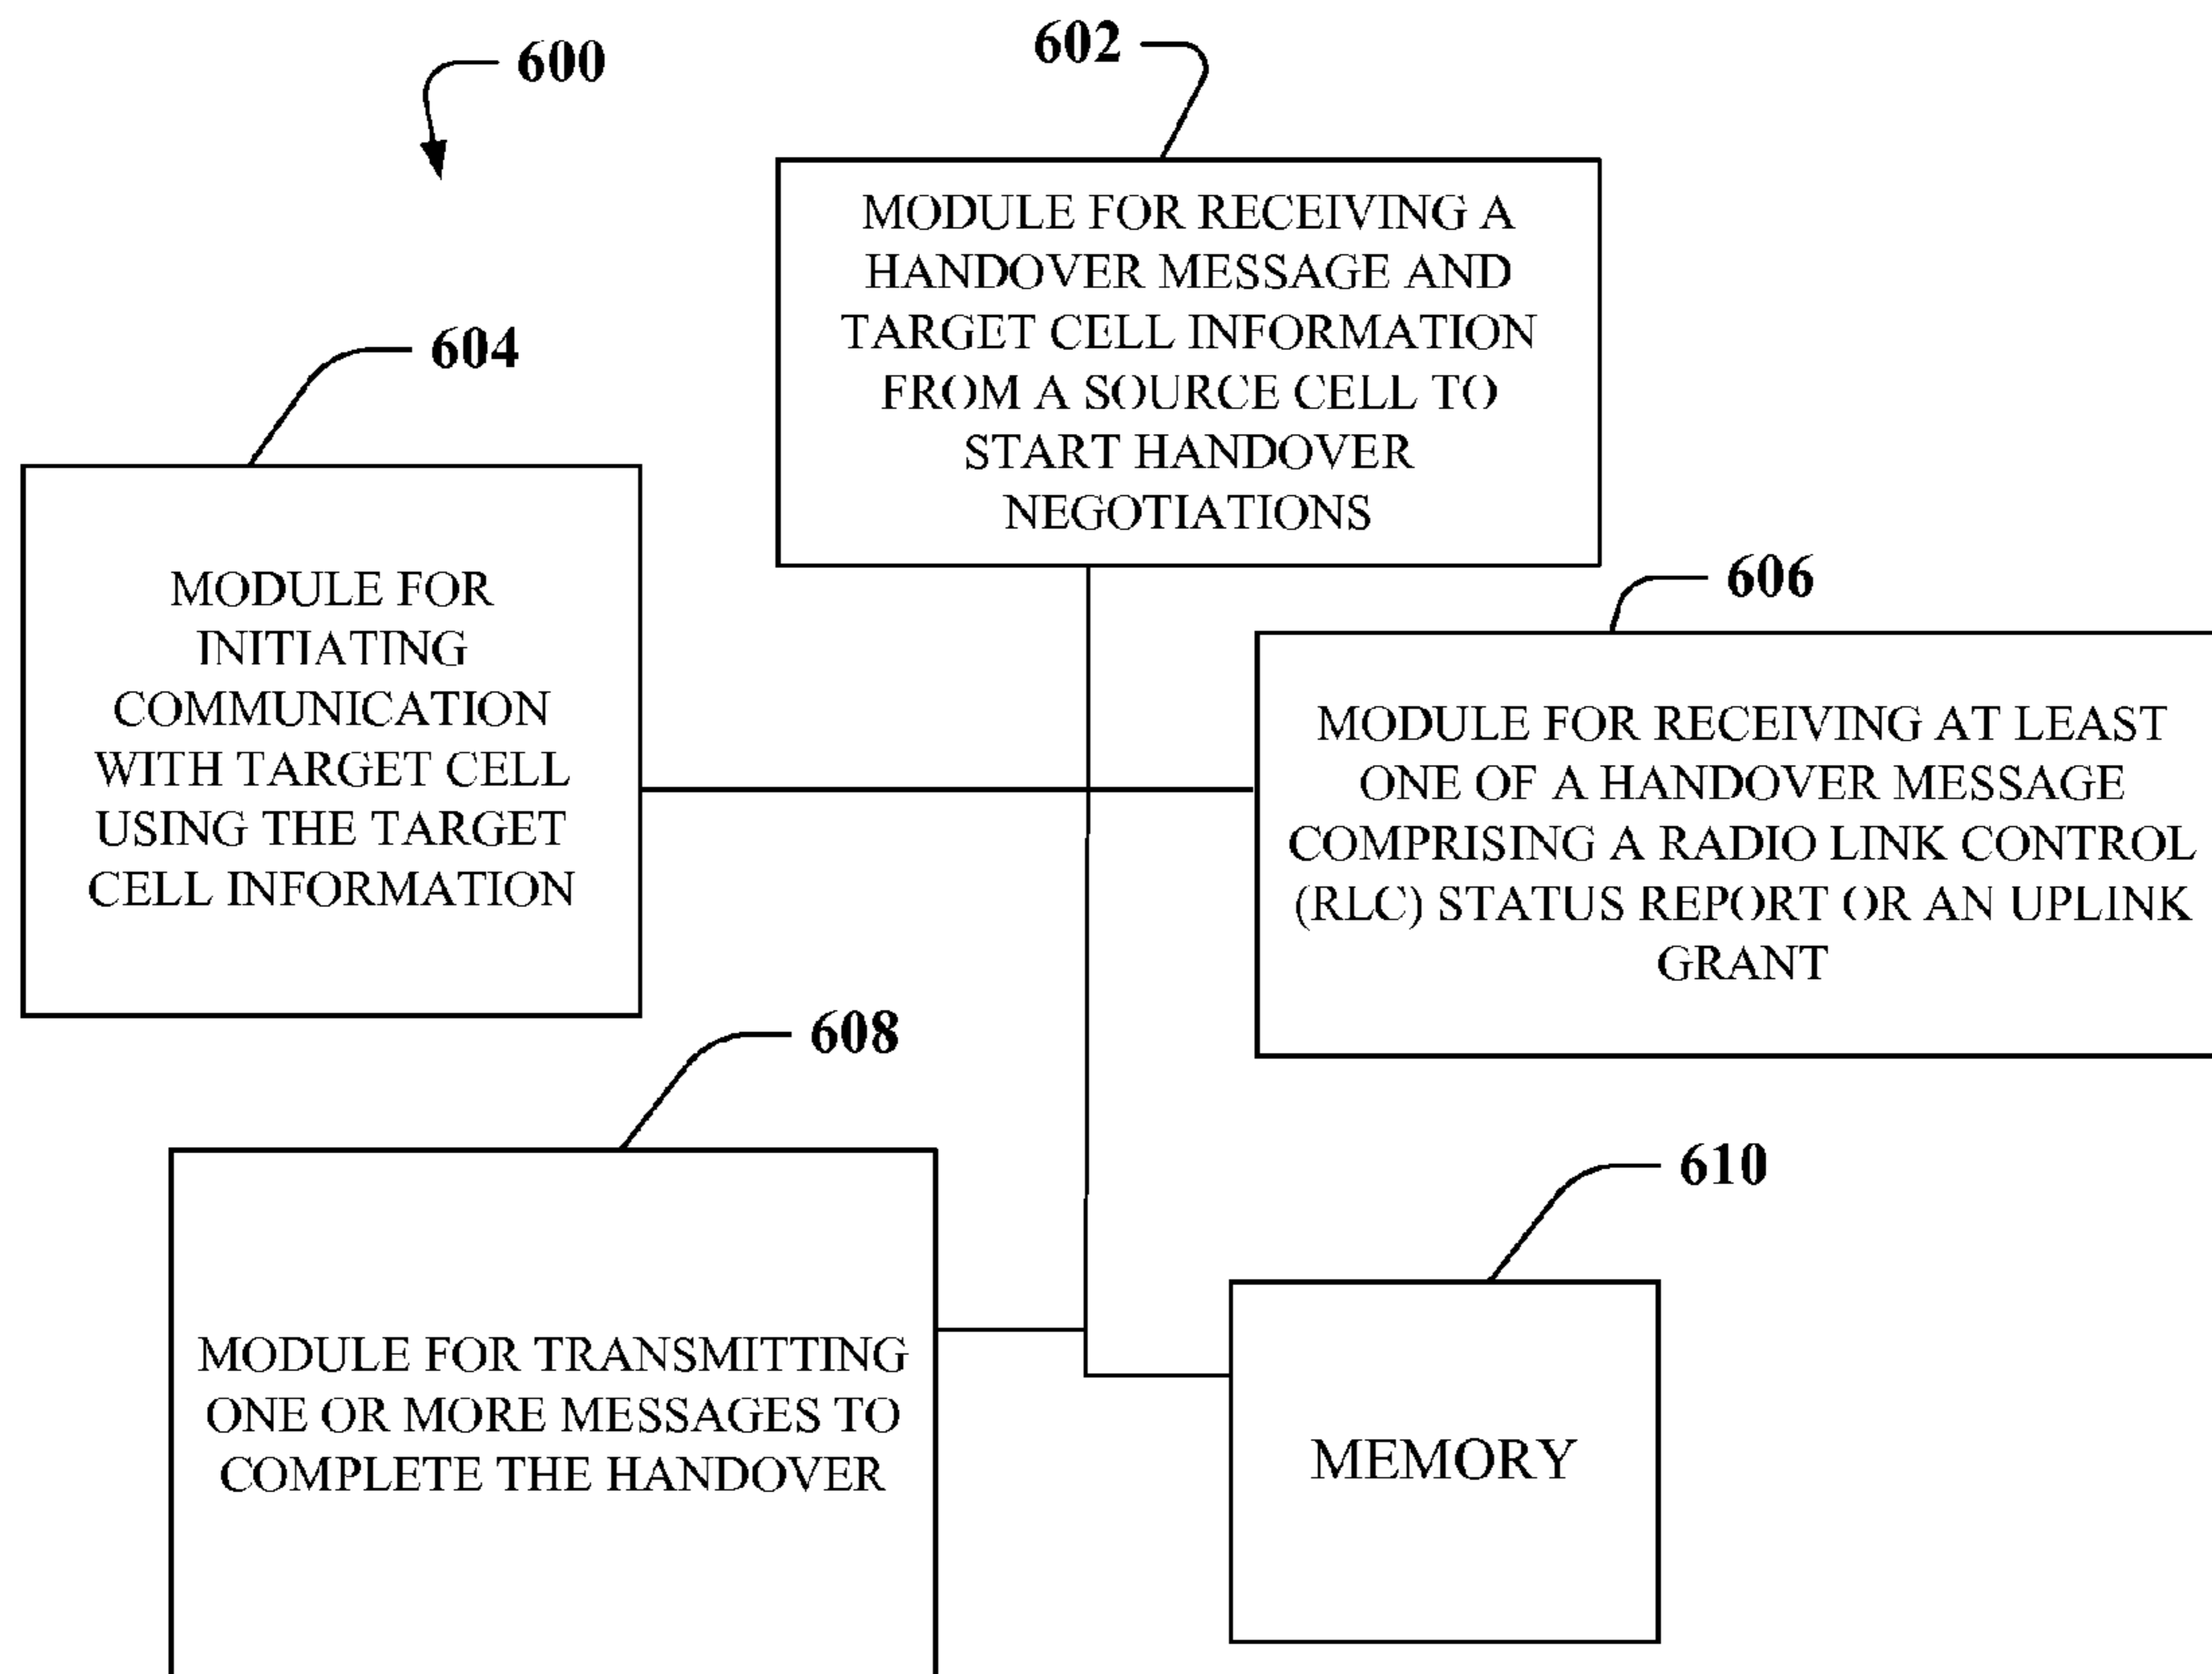 600
602
MODULE FOR RECEIVING A
HANDOVER MESSAGE AND
TARGET CELL INFORMATION
FROM A SOURCE CELL TO
START HANDOVER
NEGOTIATIONS
604
MODULE FOR
INITIATING
COMMUNICATION
WITH TARGET CELL
USING THE TARGET
CELL INFORMATION
606
MODULE FOR RECEIVING AT LEAST
ONE OF A HANDOVER MESSAGE
COMPRISING A RADIO LINK CONTROL
(RLC) STATUS REPORT OR AN UPLINK
GRANT
608
MODULE FOR TRANSMITTING
ONE OR MORE MESSAGES TO
COMPLETE THE HANDOVER
610
MEMORY